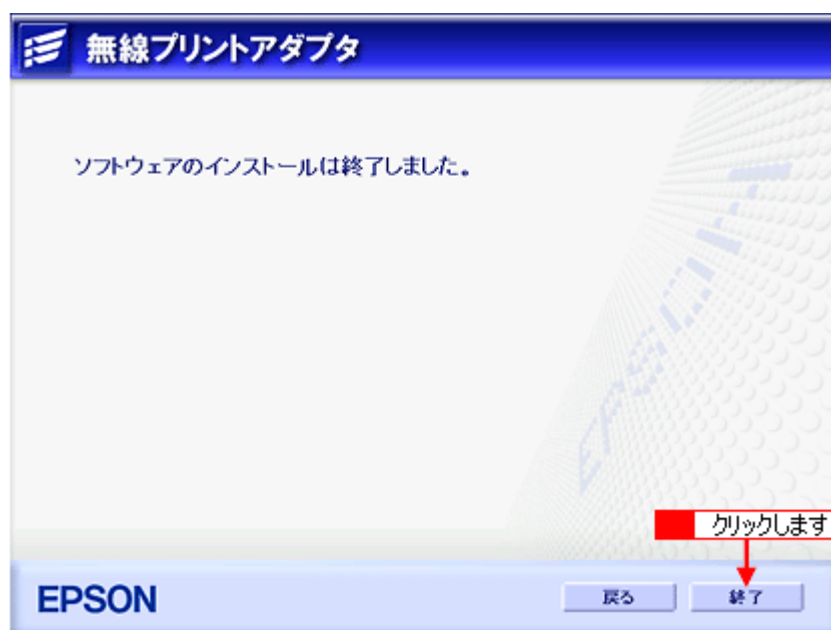 無線プリントアダプタ
ソフトウェアのインストールは終了しました。
EPSON
クリックします
EPSON
戻る
終了